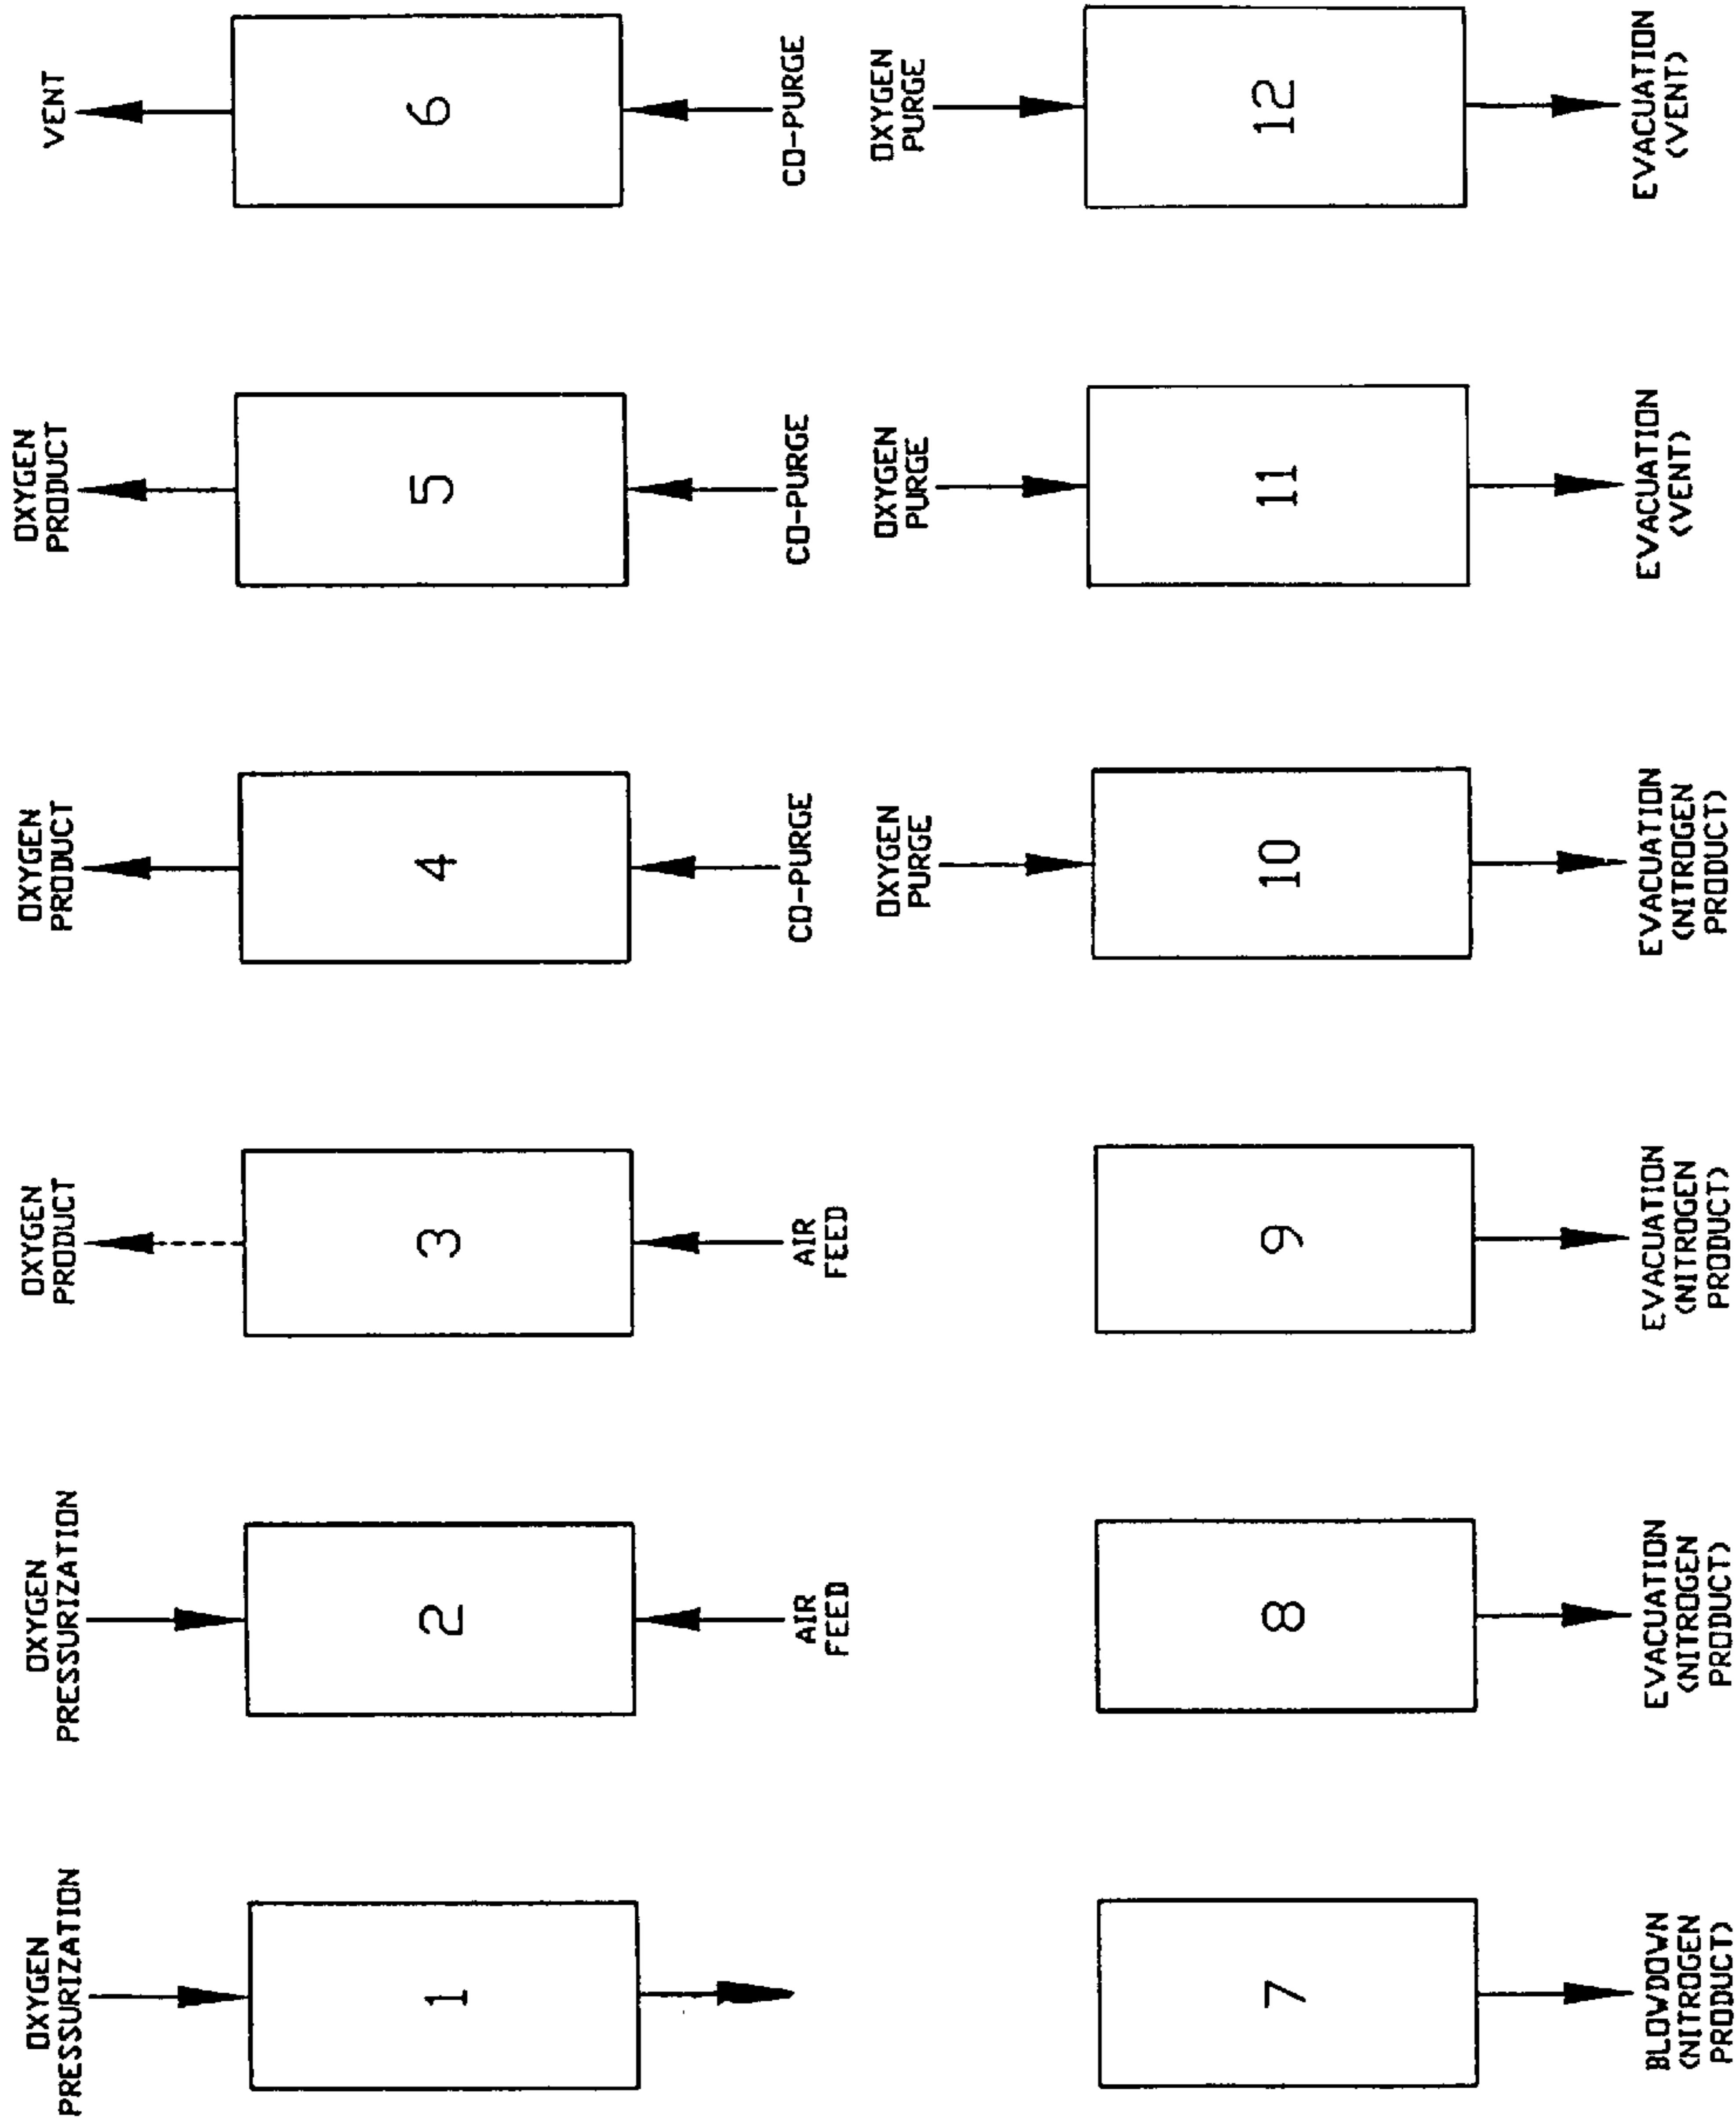 OXYGEN
PRESSURIZATION
1
OXYGEN
PRESSURIZATION
2
AIR
FEED
OXYGEN
PRODUCT
3
AIR
FEED
OXYGEN
PRODUCT
4
CO-PURGE
OXYGEN
PRODUCT
5
CO-PURGE
VENT
6
CO-PURGE
7
BLOWDOWN
(NITROGEN
PRODUCT)
8
EVACUATION
(NITROGEN
PRODUCT)
9
EVACUATION
(NITROGEN
PRODUCT)
OXYGEN
PURGE
10
EVACUATION
(NITROGEN
PRODUCT)
OXYGEN
PURGE
11
EVACUATION
(VENT)
OXYGEN
PURGE
12
EVACUATION
(VENT)